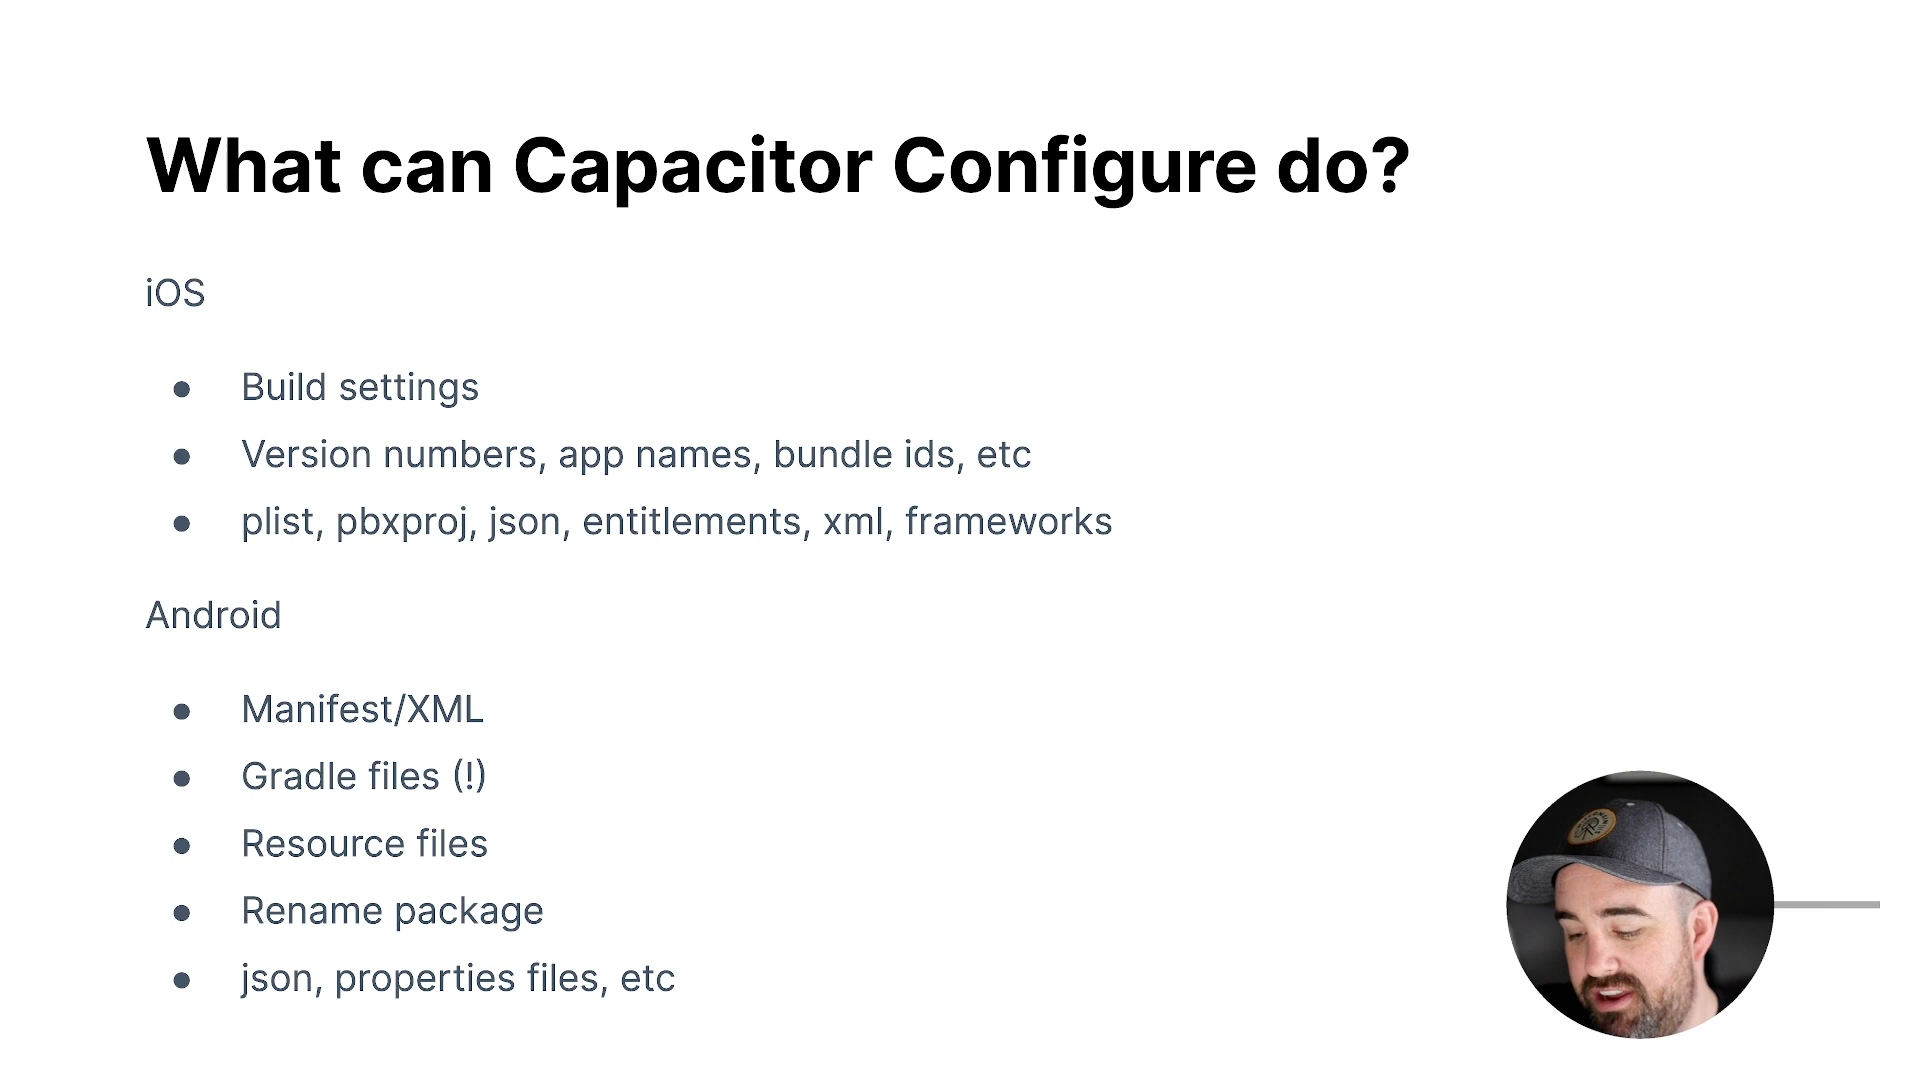 What can Capacitor Configure do?
iOS
● Build settings
● Version numbers, app names, bundle ids, etc
● plist, pbxproj, json, entitlements, xml, frameworks
Android
● Manifest/XML
● Gradle files (!)
● Resource files
● Rename package
● json, properties files, etc